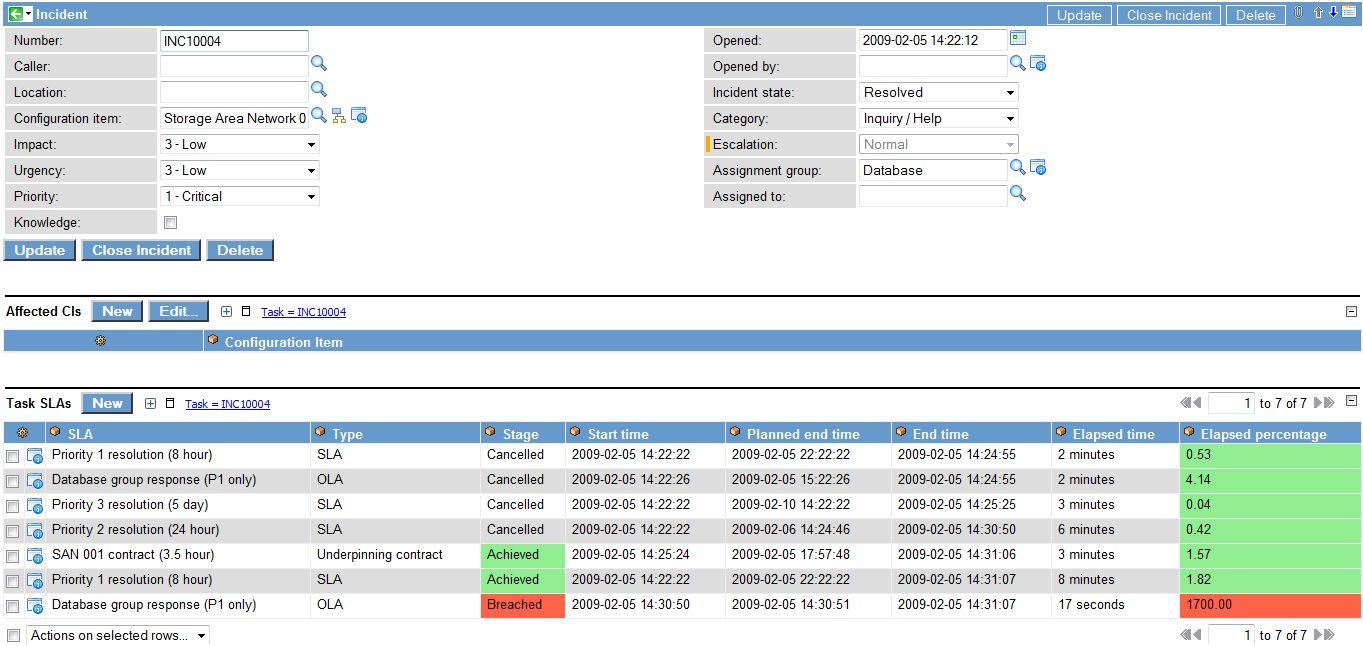 Incident Update Close Incident Delete
Number: INC10004 Opened: 2009-02-05 14:22:12
Caller: Opened by:
Location: Incident state: Resolved
Configuration item: Storage Area Network 0 Category: Inquiry / Help
Impact: 3 - Low Escalation: Normal
Urgency: 3 - Low Assignment group: Database
Priority: 1 - Critical Assigned to:
Knowledge:
Update Close Incident Delete
Affected CIs New Edit... Task = INC10004
Configuration Item
Task SLAs New Task = INC10004 1 to 7 of 7
SLA Type Stage Start time Planned end time End time Elapsed time Elapsed percentage
Priority 1 resolution (8 hour) SLA Cancelled 2009-02-05 14:22:22 2009-02-05 22:22:22 2009-02-05 14:24:55 2 minutes 0.53
Database group response (P1 only) OLA Cancelled 2009-02-05 14:22:26 2009-02-05 15:22:26 2009-02-05 14:24:55 2 minutes 4.14
Priority 3 resolution (5 day) SLA Cancelled 2009-02-05 14:22:22 2009-02-10 14:22:22 2009-02-05 14:25:25 3 minutes 0.04
Priority 2 resolution (24 hour) SLA Cancelled 2009-02-05 14:22:22 2009-02-06 14:24:46 2009-02-05 14:30:50 6 minutes 0.42
SAN 001 contract (3.5 hour) Underpinning contract Achieved 2009-02-05 14:25:24 2009-02-05 17:57:48 2009-02-05 14:31:06 3 minutes 1.57
Priority 1 resolution (8 hour) SLA Achieved 2009-02-05 14:22:22 2009-02-05 22:22:22 2009-02-05 14:31:07 8 minutes 1.82
Database group response (P1 only) OLA Breached 2009-02-05 14:30:50 2009-02-05 14:30:51 2009-02-05 14:31:07 17 seconds 1700.00
Actions on selected rows... 1 to 7 of 7